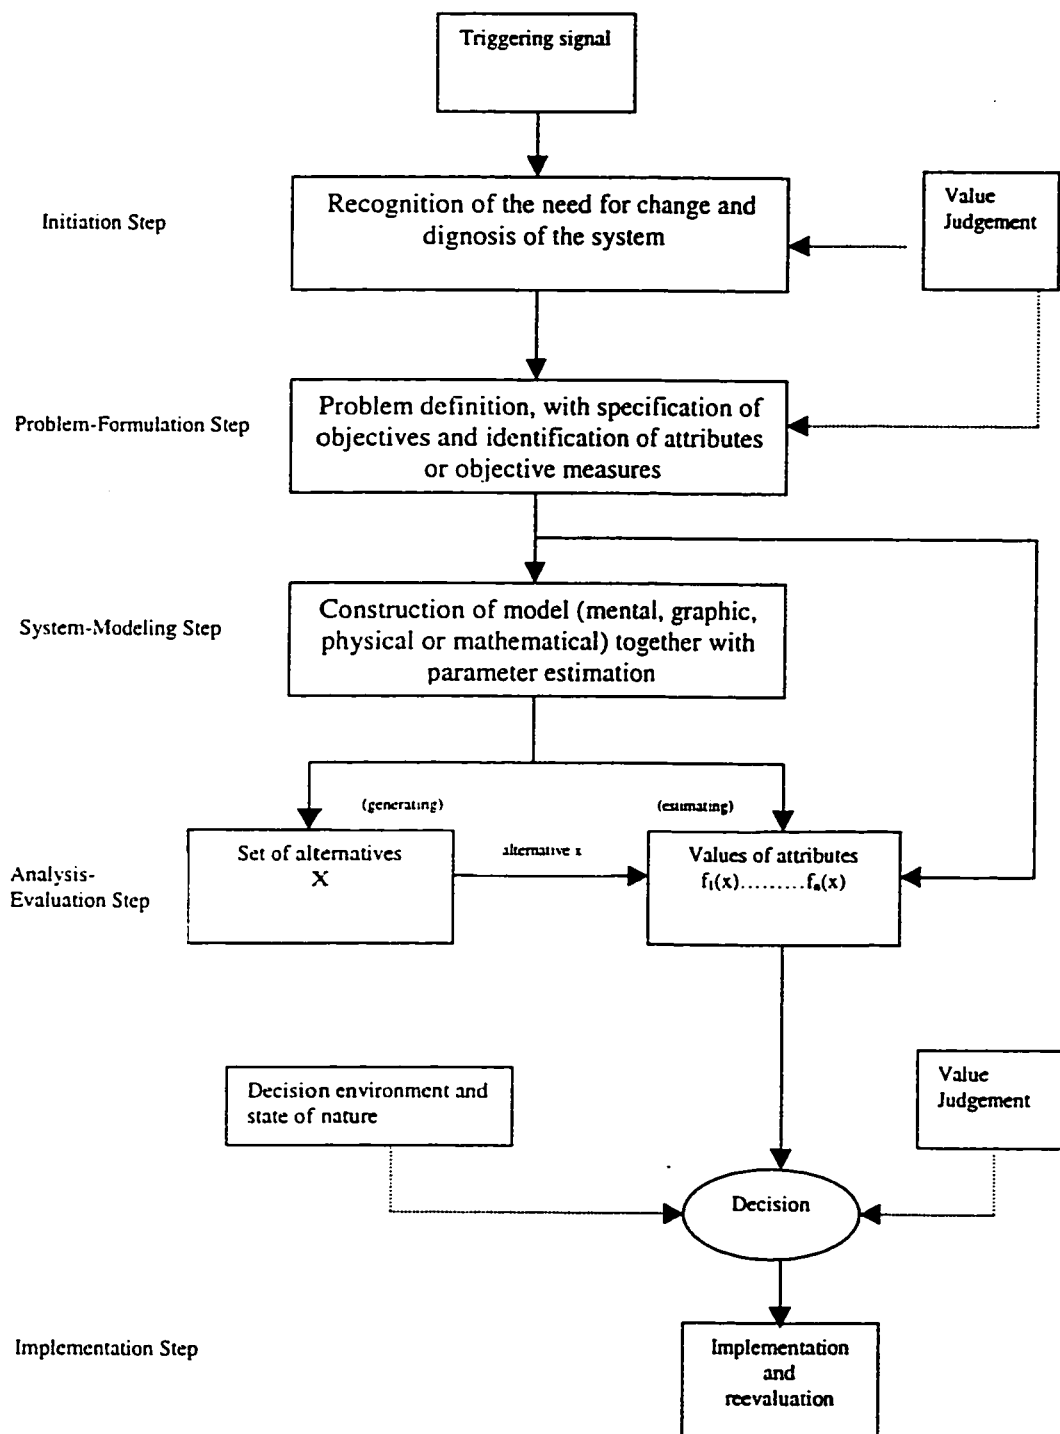 Triggering signal
Initiation Step
Recognition of the need for change and
dignosis of the system
Value
Judgement
Problem-Formulation Step
Problem definition, with specification of
objectives and identification of attributes
or objective measures
System-Modeling Step
Construction of model (mental, graphic,
physical or mathematical) together with
parameter estimation
(generating)
(estimating)
Analysis-
Evaluation Step
Set of alternatives
X
alternative x
Values of attributes
f₁(x).........fₙ(x)
Decision environment and
state of nature
Value
Judgement
Decision
Implementation Step
Implementation
and
reevaluation